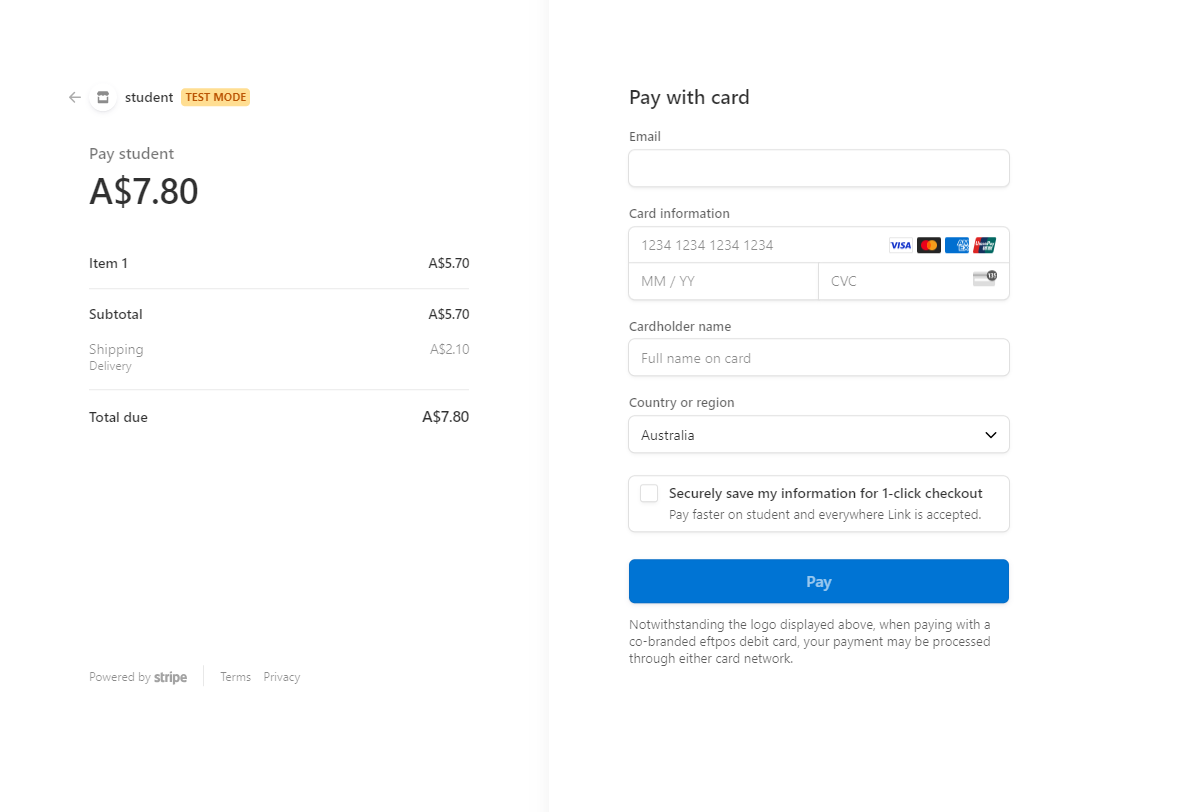 student TEST MODE
Pay student
A$7.80
Item 1 A$5.70
Subtotal A$5.70
Shipping A$2.10
Delivery
Total due A$7.80
Powered by stripe Terms Privacy
Pay with card
Email
Card information
1234 1234 1234 1234 VISA
MM / YY CVC
Cardholder name
Full name on card
Country or region
Australia
Securely save my information for 1-click checkout
Pay faster on student and everywhere Link is accepted.
Pay
Notwithstanding the logo displayed above, when paying with a
co-branded eftpos debit card, your payment may be processed
through either card network.